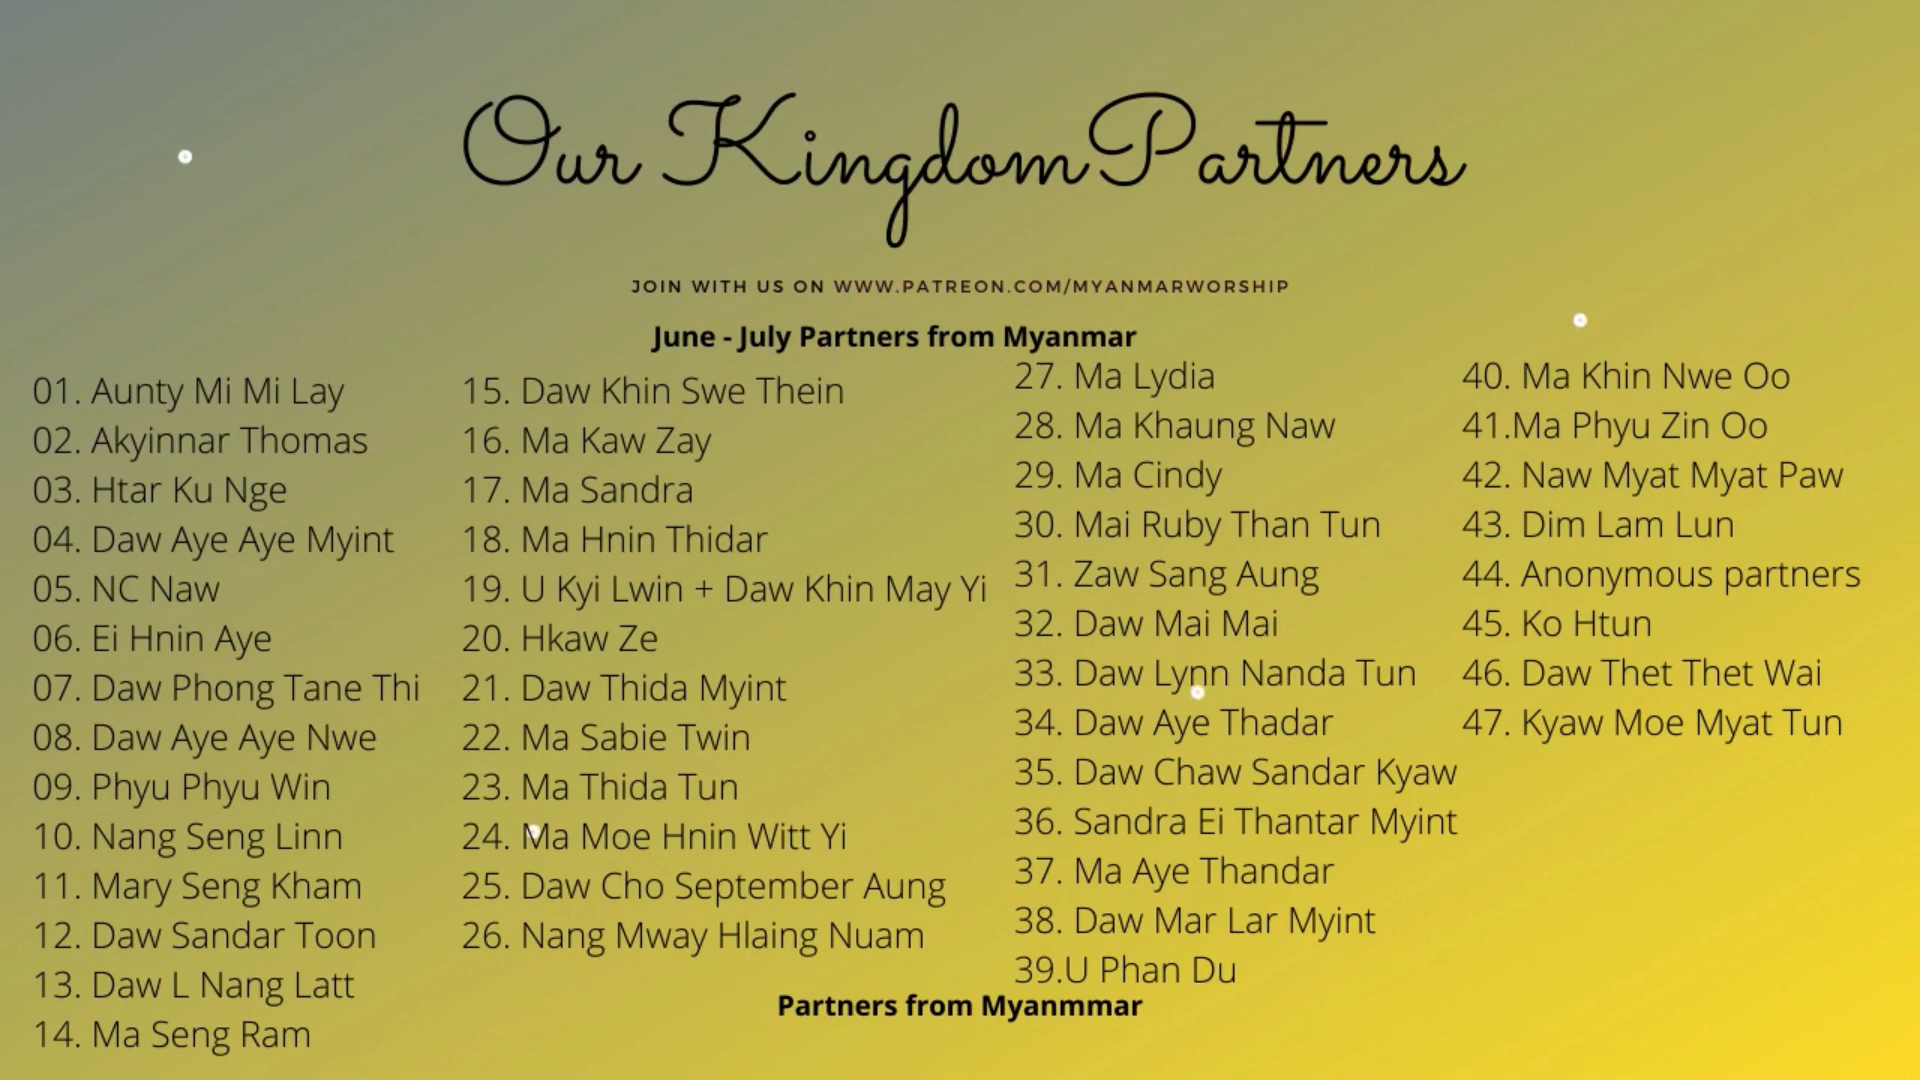 Our Kingdom Partners
JOIN WITH US ON WWW.PATREON.COM/MYANMARWORSHIP
June - July Partners from Myanmar
01. Aunty Mi Mi Lay
02. Akyinnar Thomas
03. Htar Ku Nge
04. Daw Aye Aye Myint
05. NC Naw
06. Ei Hnin Aye
07. Daw Phong Tane Thi
08. Daw Aye Aye Nwe
09. Phyu Phyu Win
10. Nang Seng Linn
11. Mary Seng Kham
12. Daw Sandar Toon
13. Daw L Nang Latt
14. Ma Seng Ram
15. Daw Khin Swe Thein
16. Ma Kaw Zay
17. Ma Sandra
18. Ma Hnin Thidar
19. U Kyi Lwin + Daw Khin May Yi
20. Hkaw Ze
21. Daw Thida Myint
22. Ma Sabie Twin
23. Ma Thida Tun
24. Ma Moe Hnin Witt Yi
25. Daw Cho September Aung
26. Nang Mway Hlaing Nuam
27. Ma Lydia
28. Ma Khaung Naw
29. Ma Cindy
30. Mai Ruby Than Tun
31. Zaw Sang Aung
32. Daw Mai Mai
33. Daw Lynn Nanda Tun
34. Daw Aye Thadar
35. Daw Chaw Sandar Kyaw
36. Sandra Ei Thantar Myint
37. Ma Aye Thandar
38. Daw Mar Lar Myint
39.U Phan Du
40. Ma Khin Nwe Oo
41.Ma Phyu Zin Oo
42. Naw Myat Myat Paw
43. Dim Lam Lun
44. Anonymous partners
45. Ko Htun
46. Daw Thet Thet Wai
47. Kyaw Moe Myat Tun
Partners from Myanmmar